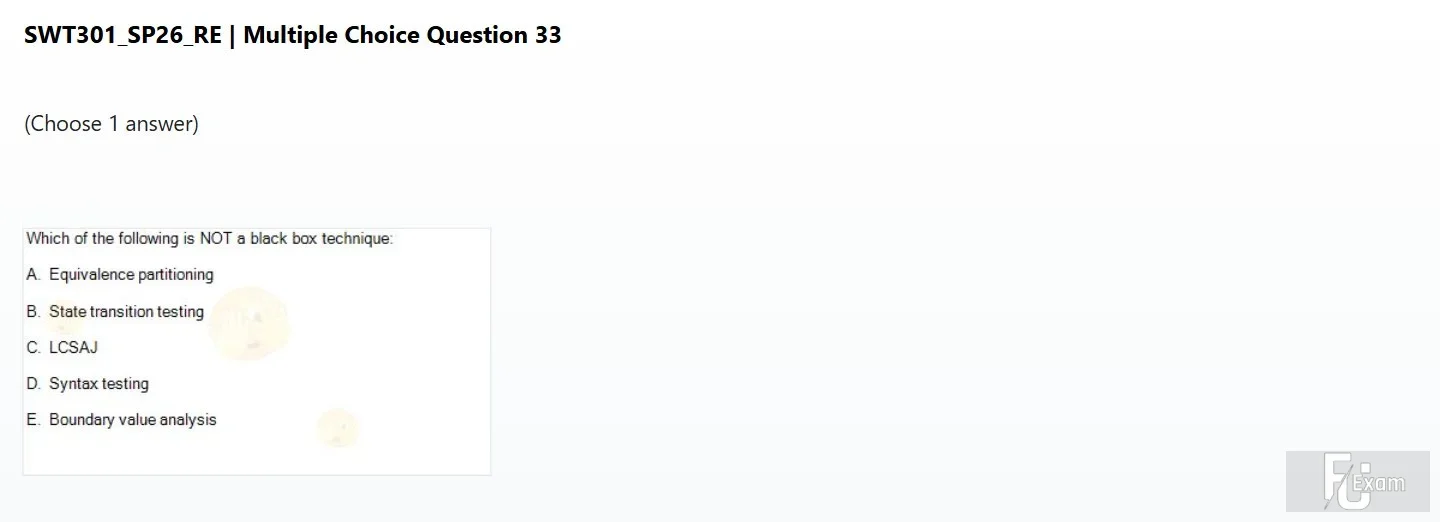 SWT301_SP26_RE | Multiple Choice Question 33
(Choose 1 answer)
Which of the following is NOT a black box technique:
A. Equivalence partitioning
B. State transition testing
C. LCSAJ
D. Syntax testing
E. Boundary value analysis
FU Exam